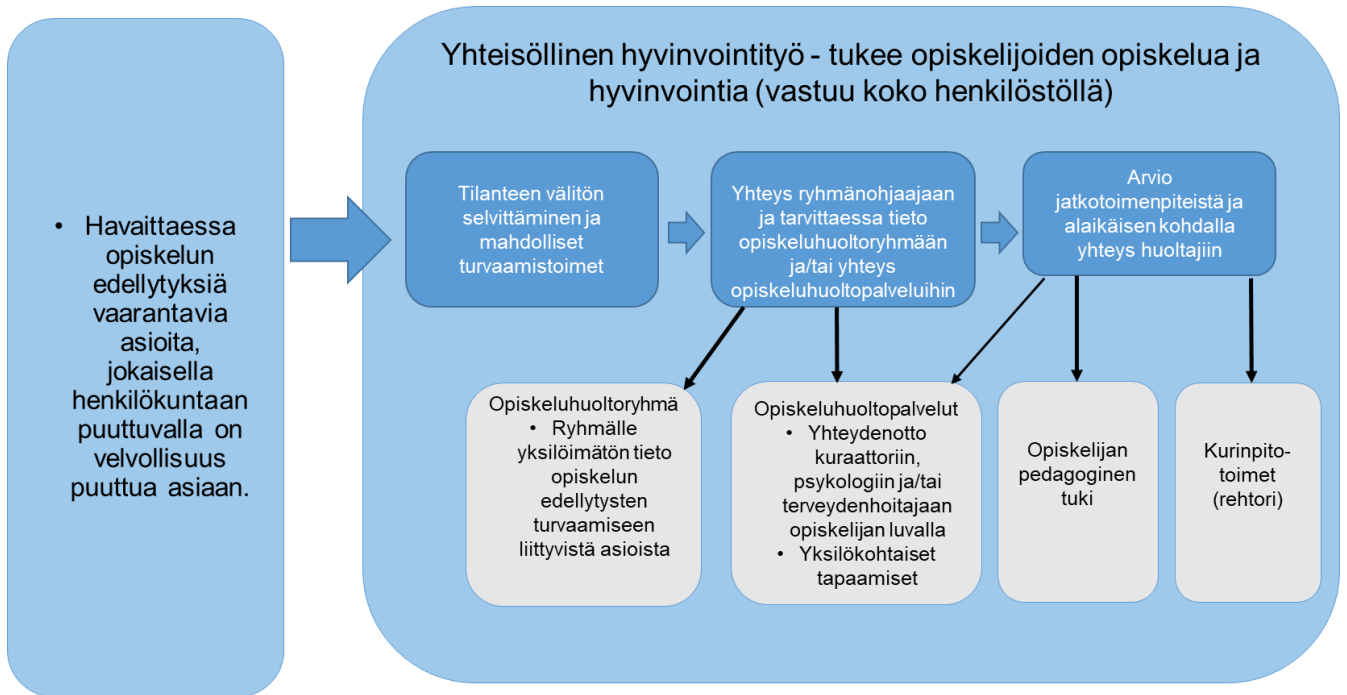 Yhteisöllinen hyvinvointityö - tukee opiskelijoiden opiskelua ja
hyvinvointia (vastuu koko henkilöstöllä)
• Havaittaessa
opiskelun
edellytyksiä
vaarantavia
asioita,
jokaisella
henkilökuntaan
puuttuvalla on
velvollisuus
puuttua asiaan.
Tilanteen välitön
selvittäminen ja
mahdolliset
turvaamistoimet
Yhteys ryhmänohjaajaan
ja tarvittaessa tieto
opiskeluhuoltoryhmään
ja/tai yhteys
opiskeluhuoltopalveluihin
Arvio
jatkotoimenpiteistä ja
alaikäisen kohdalla
yhteys huoltajiin
Opiskeluhuoltoryhmä
• Ryhmälle
yksilöimätön tieto
opiskelun
edellytysten
turvaamiseen
liittyvistä asioista
Opiskeluhuoltopalvelut
• Yhteydenotto
kuraattoriin,
psykologiin ja/tai
terveydenhoitajaan
opiskelijan luvalla
• Yksilökohtaiset
tapaamiset
Opiskelijan
pedagoginen
tuki
Kurinpito-
toimet
(rehtori)